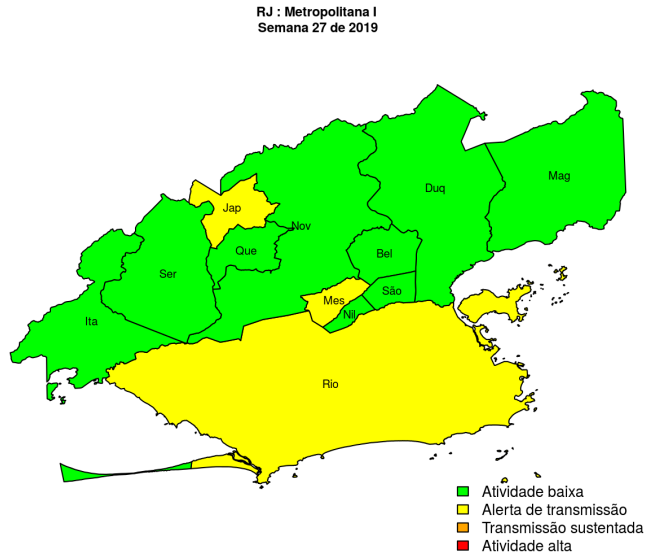 RJ : Metropolitana I
Semana 27 de 2019
Mag
Duq
Jap
Nov
Que
Bel
Ser
São
Mes
Nil
Ita
Rio
Atividade baixa
Alerta de transmissão
Transmissão sustentada
Atividade alta